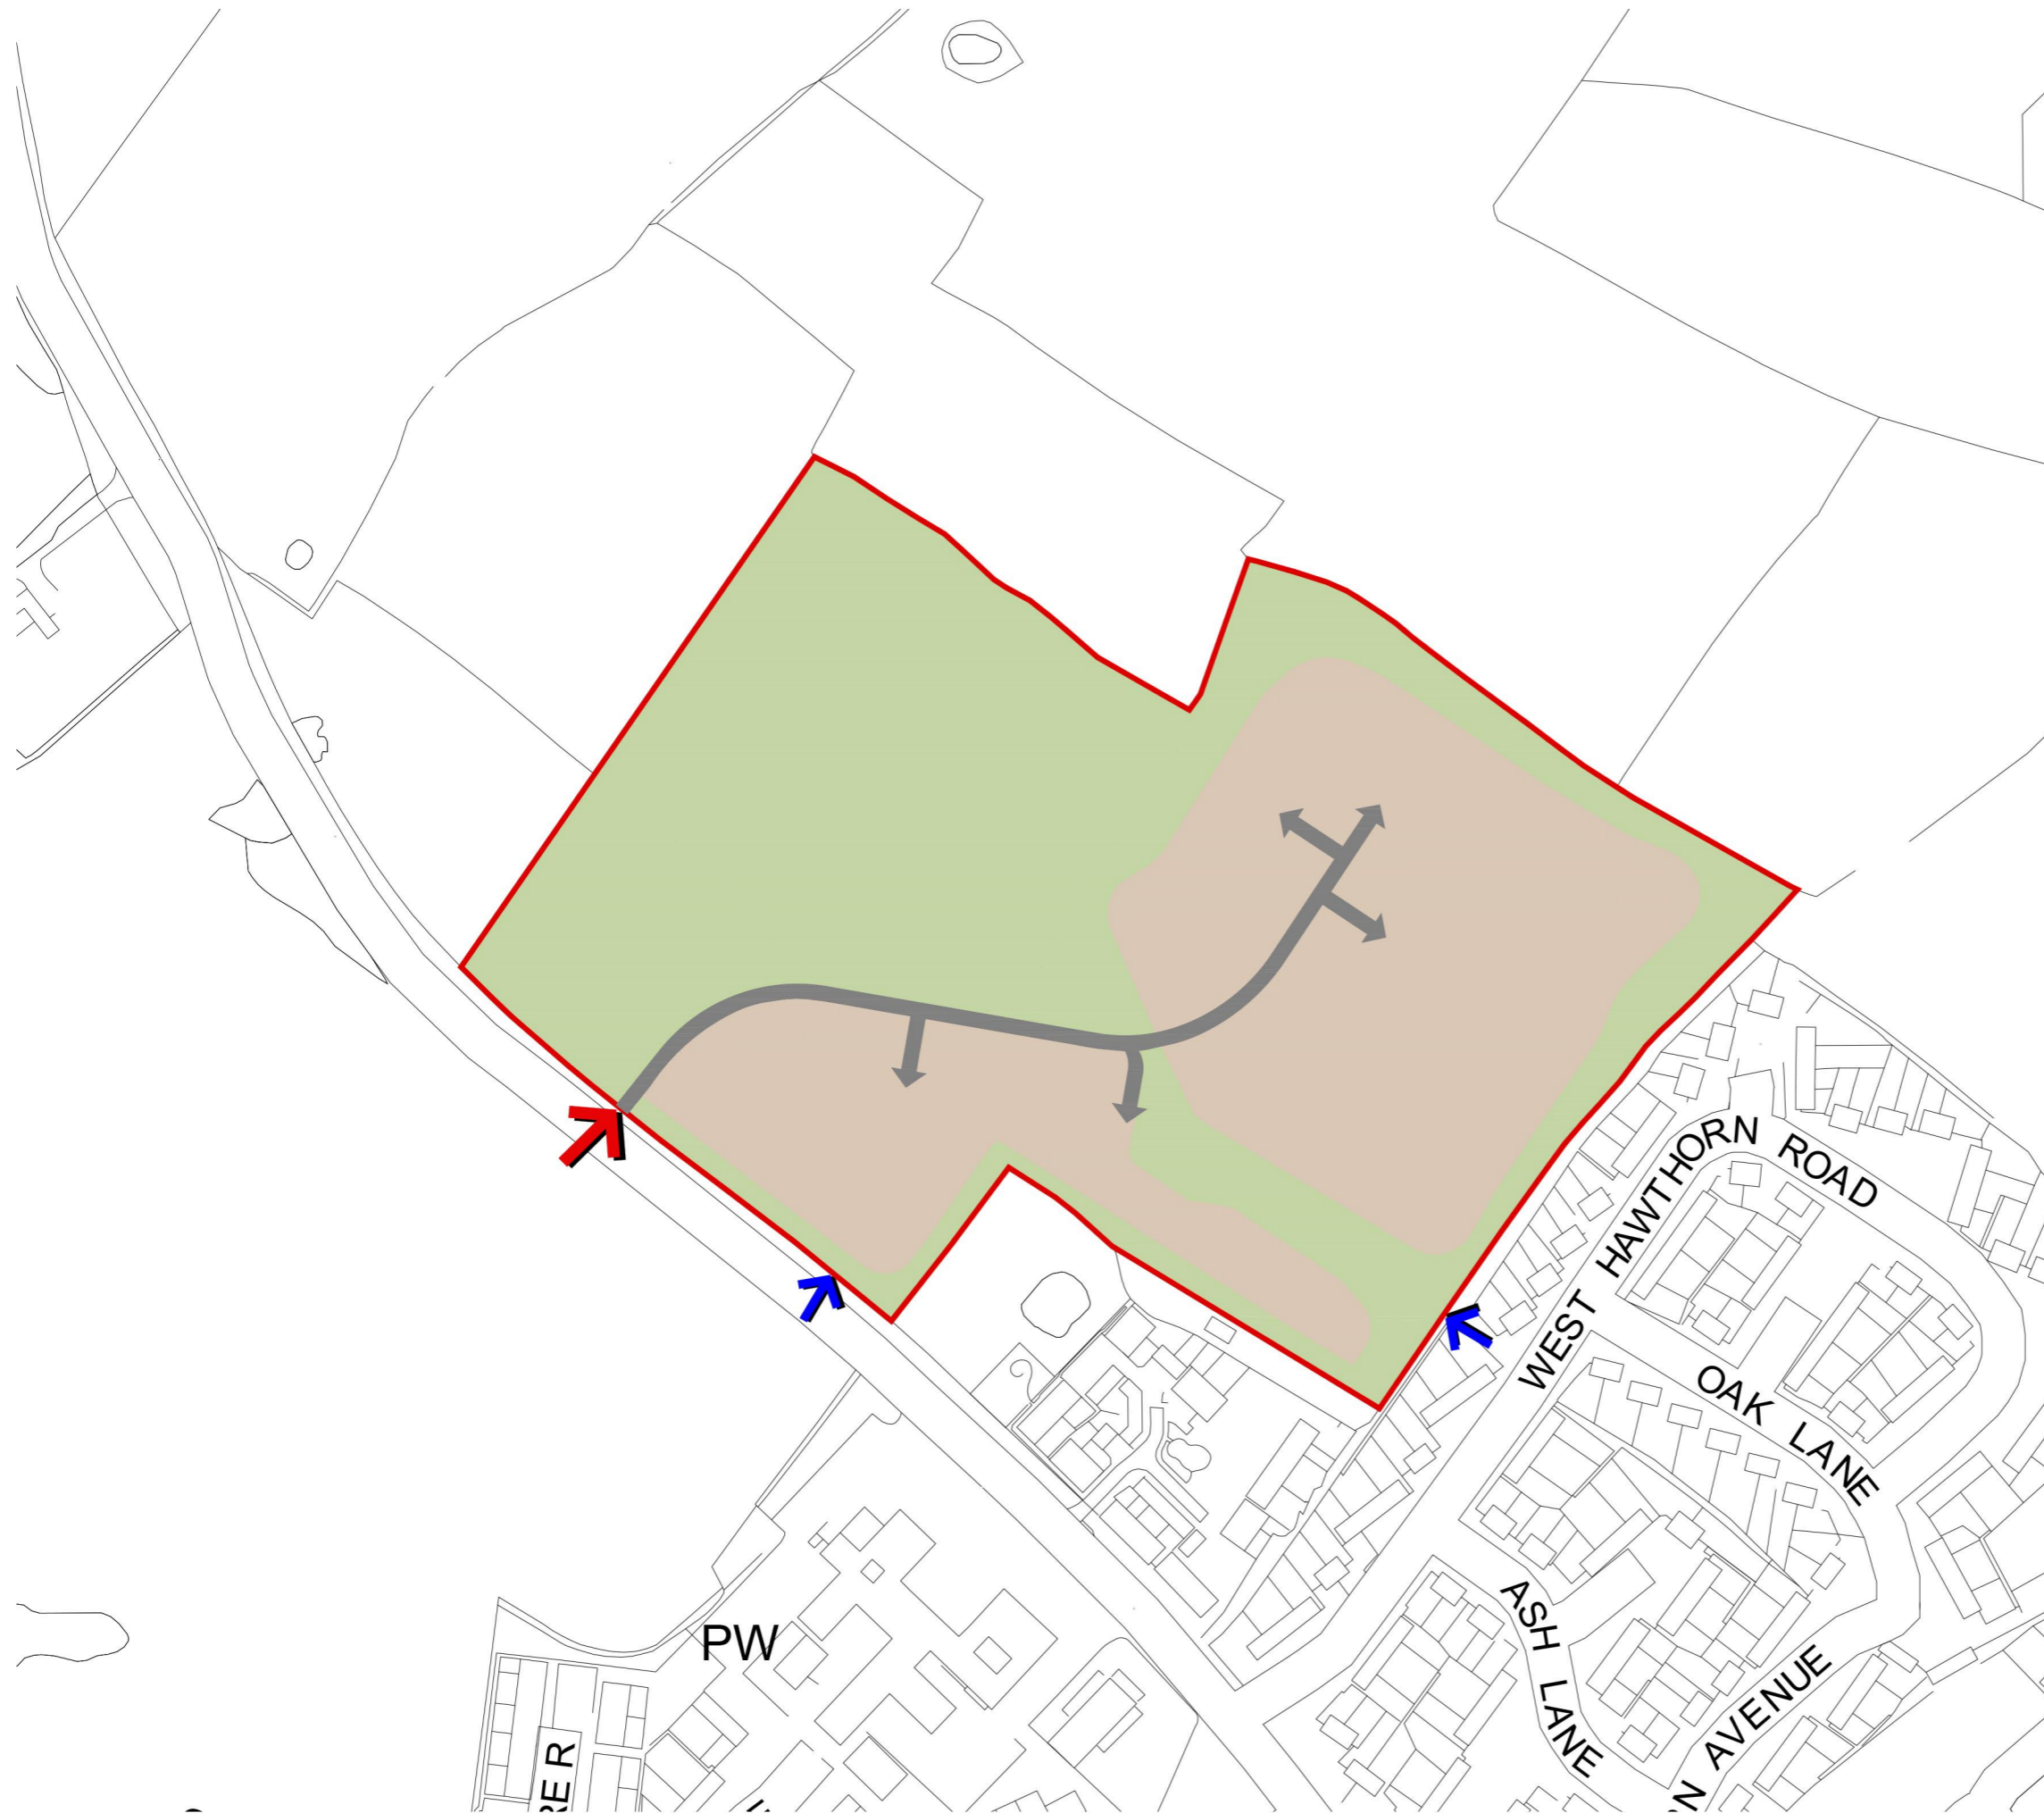 WEST HAWTHORN ROAD
OAK LANE
ASH LANE
PW
AVENUE